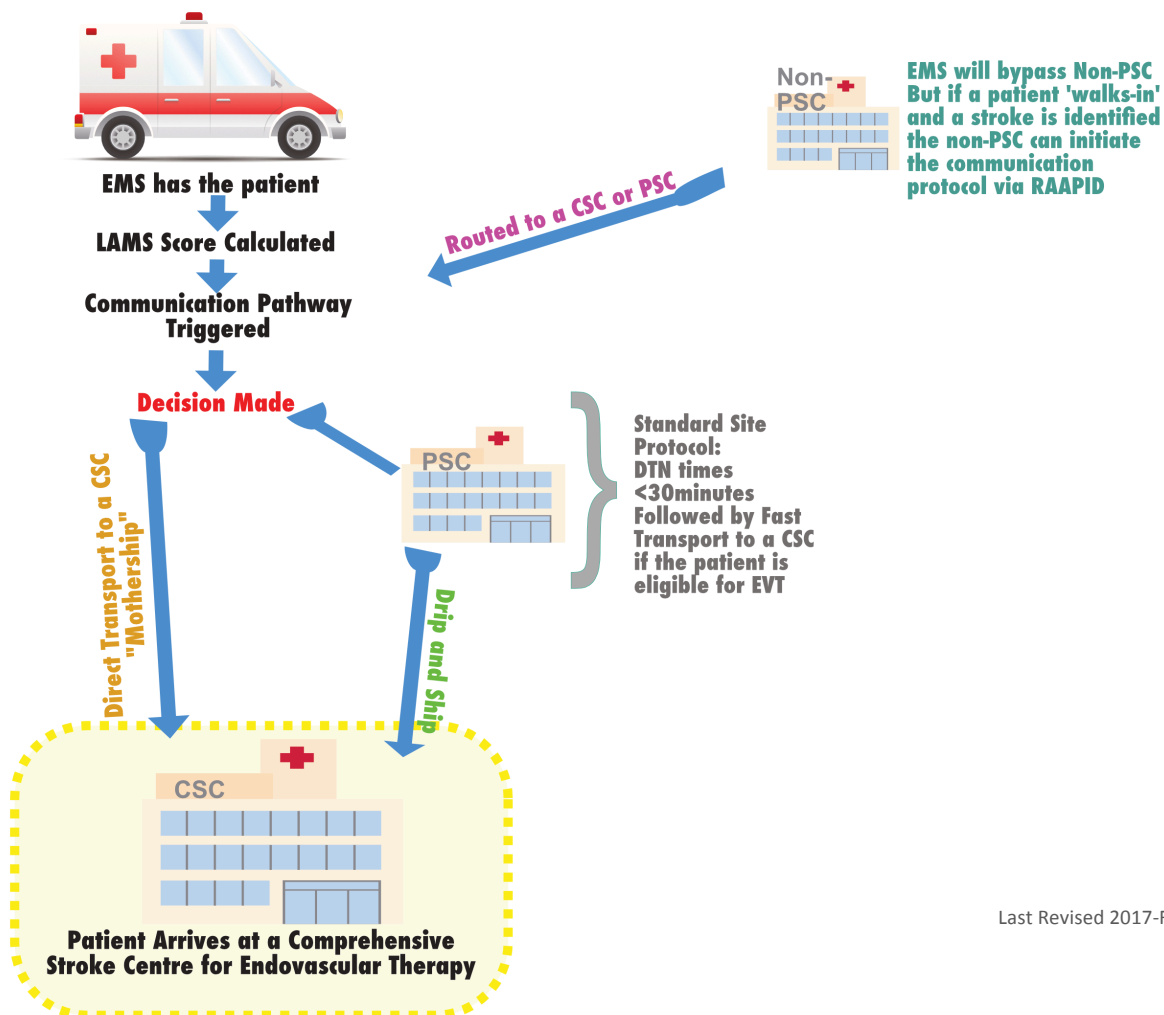 Non-
PSC
EMS will bypass Non-PSC
But if a patient 'walks-in'
and a stroke is identified
the non-PSC can initiate
the communication
protocol via RAAPID
EMS has the patient
Routed to a CSC or PSC
LAMS Score Calculated
Communication Pathway
Triggered
Decision Made
PSC
Standard Site
Protocol:
DTN times
<30minutes
Followed by Fast
Transport to a CSC
if the patient is
eligible for EVT
Direct Transport to a CSC
"Mothership"
Drip and Ship
CSC
Patient Arrives at a Comprehensive
Stroke Centre for Endovascular Therapy
Last Revised 2017-F